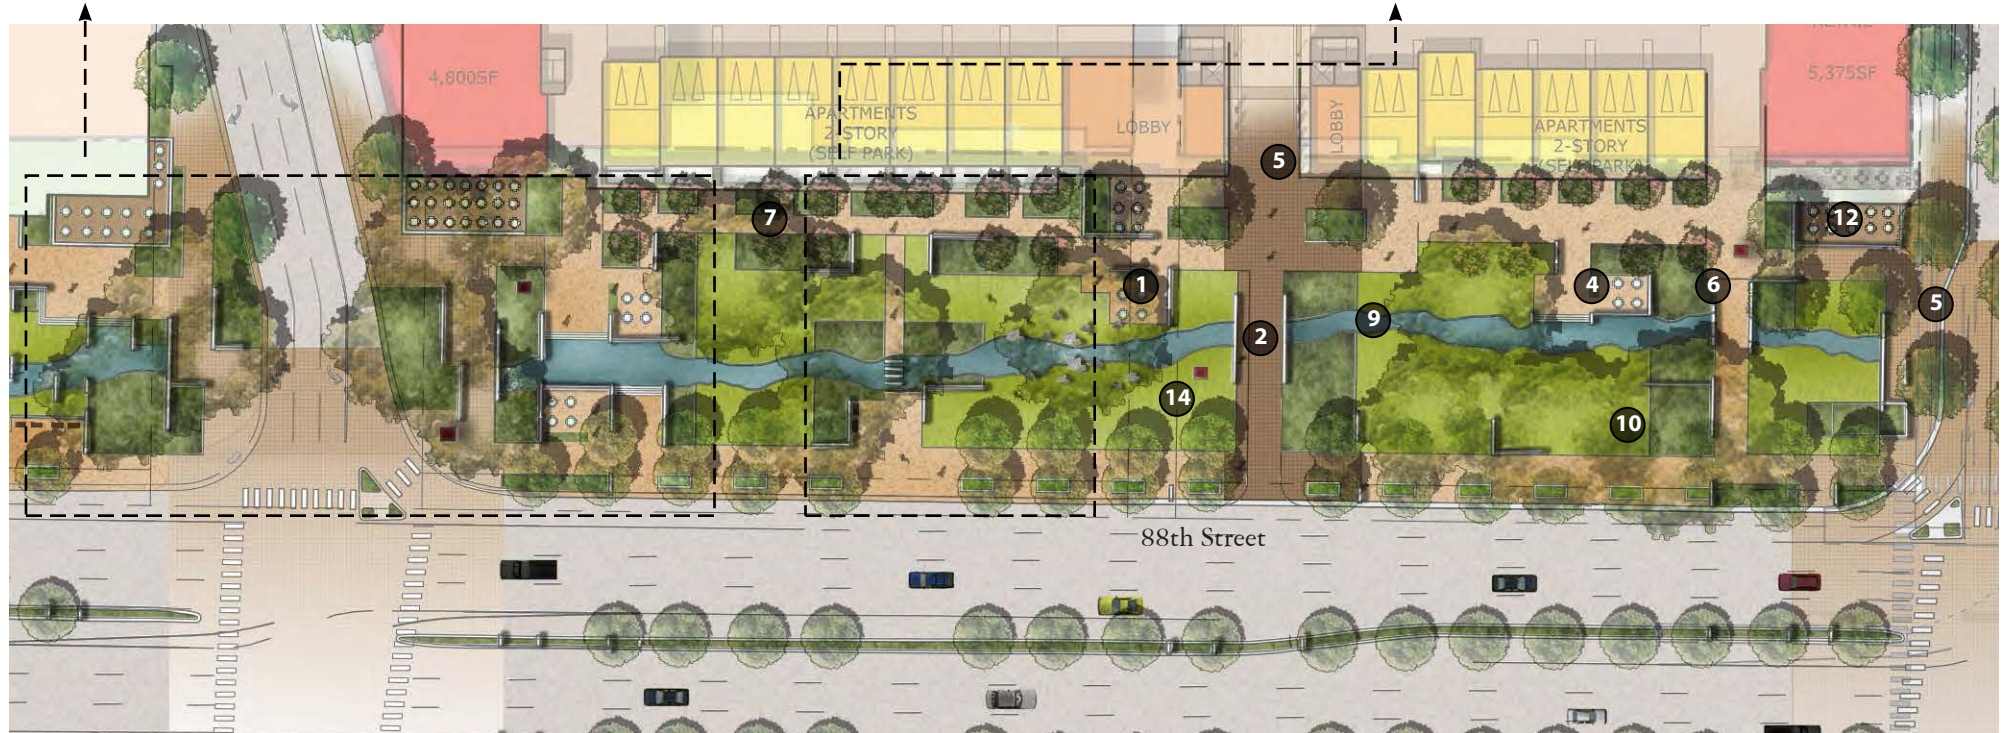 4,800SF
5,375SF
APARTMENTS
2-STORY
(SELF PARK)
LOBBY
LOBBY
APARTMENTS
2-STORY
(SELF PARK)
5
7
12
1
4
6
5
9
2
14
10
88th Street